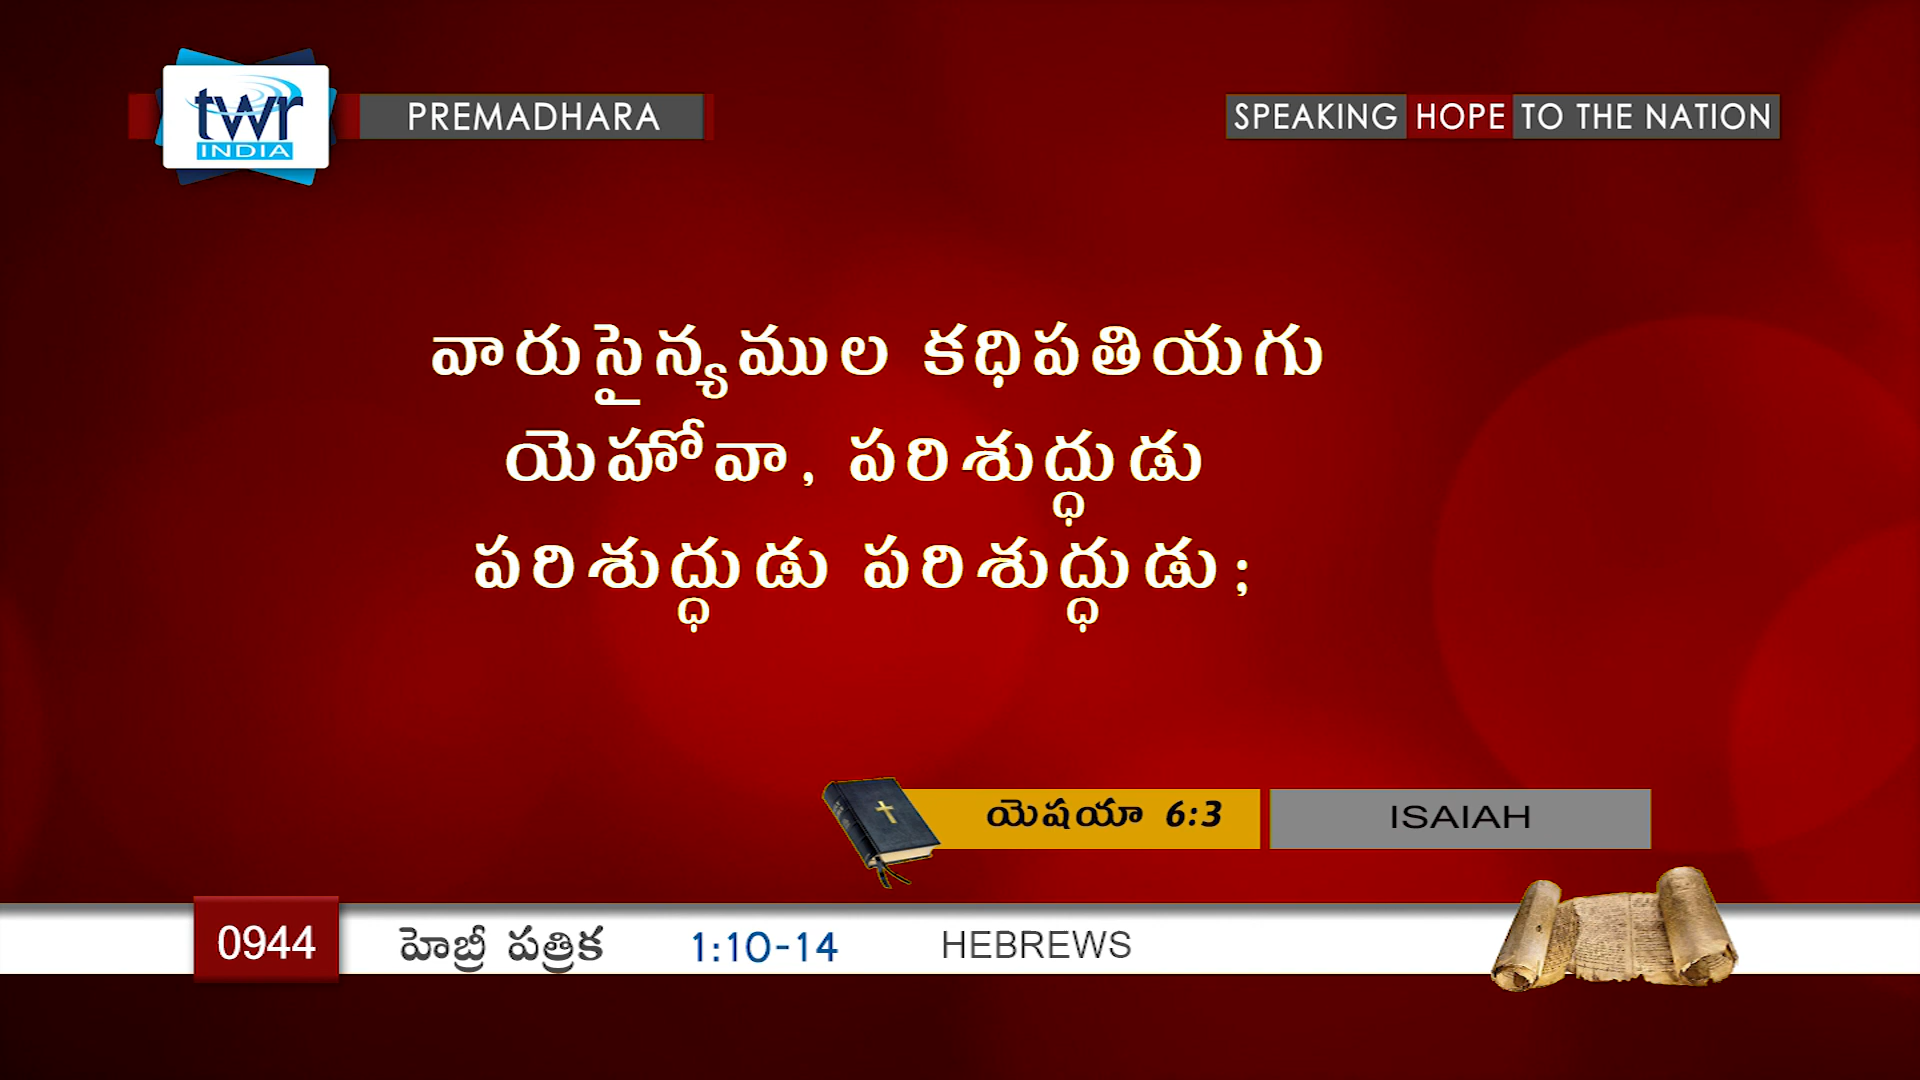 twr
INDIA
PREMADHARA
SPEAKING HOPE TO THE NATION
వారుసైన్యముల కధిపతియగు
యెహోవా, పరిశుద్ధుడు
పరిశుద్ధుడు పరిశుద్ధుడు;
యెషయా 6:3
ISAIAH
0944
హెబ్రీ పత్రిక 1:10-14 HEBREWS